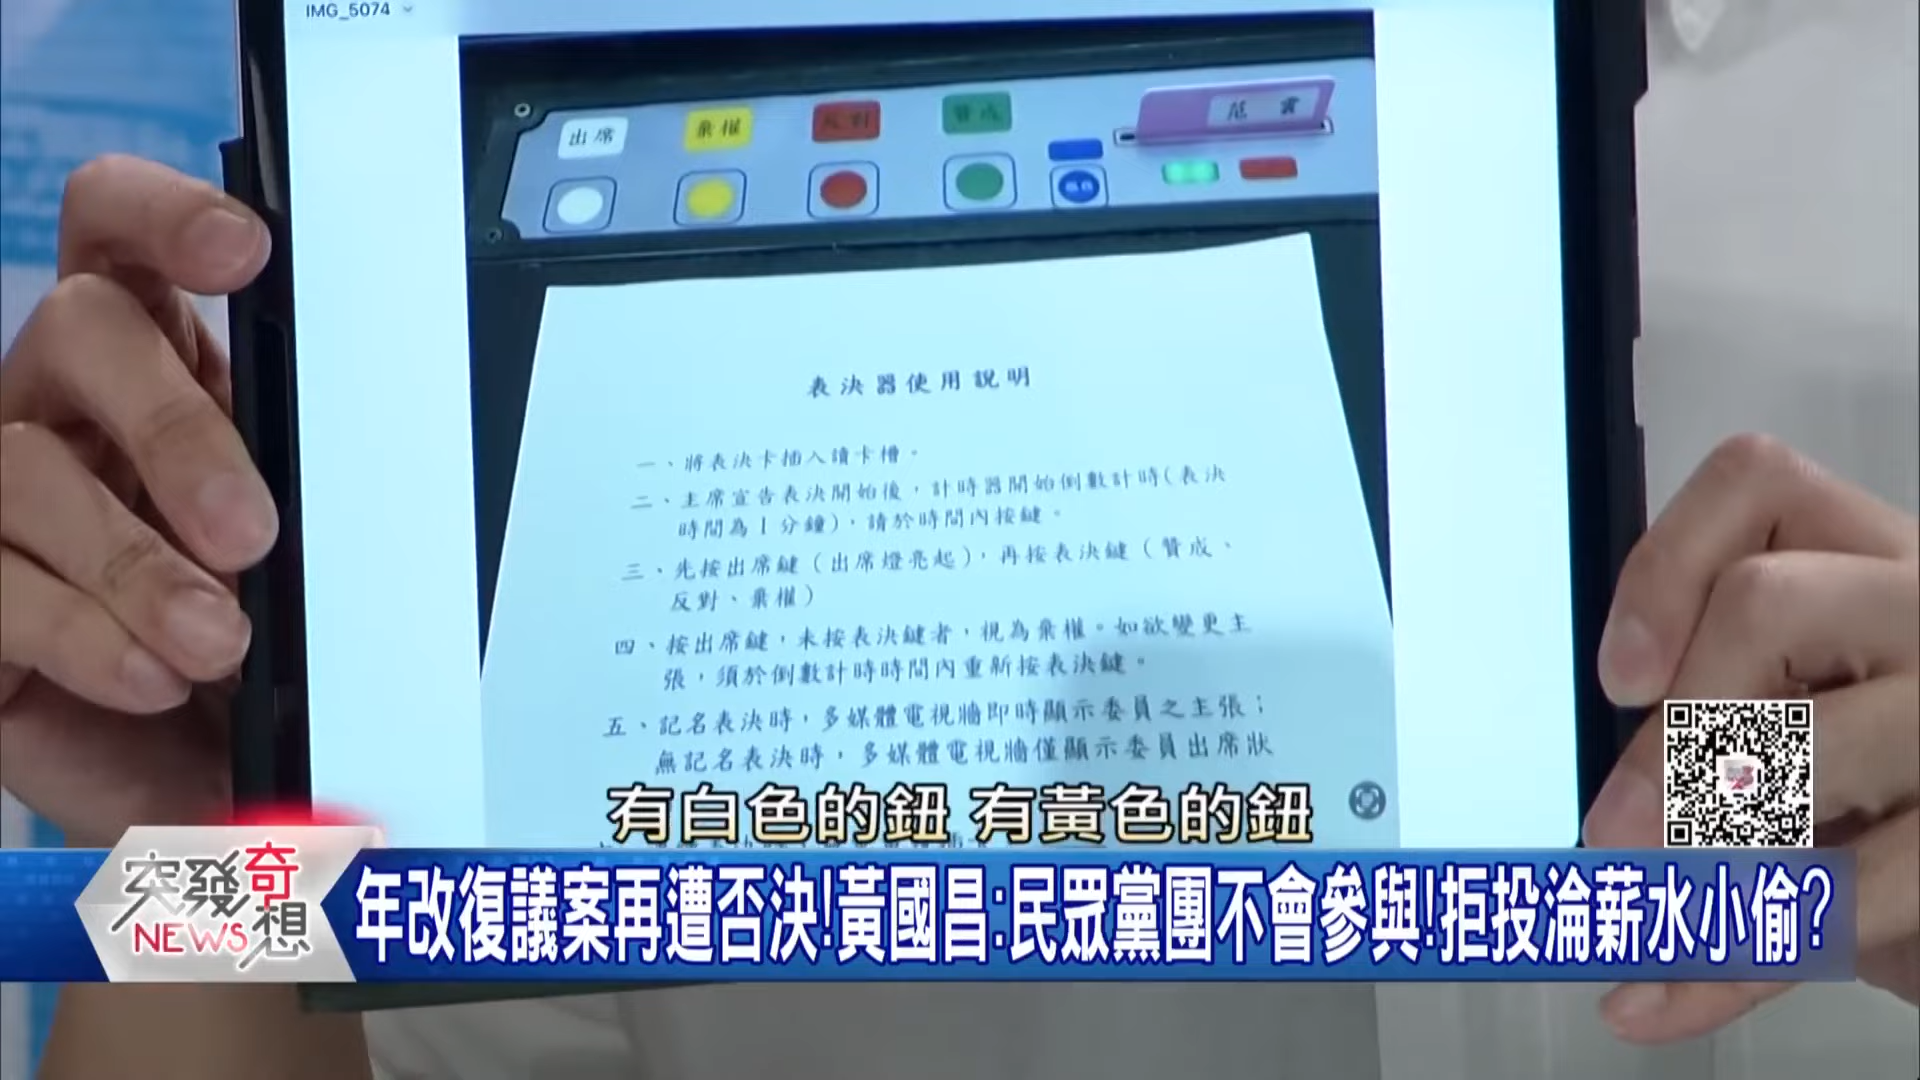 IMG_5074
出席
棄權
反對
贊成
范 雲
表決器使用說明
一、將表決卡插入讀卡槽。
二、主席宣告表決開始後,計時器開始倒數計時(表決
時間為1分鐘),請於時間內按鍵。
三、先按出席鍵(出席燈亮起),再按表決鍵(贊成、
反對、棄權)
四、按出席鍵,未按表決鍵者,視為棄權。如欲變更主
張,須於倒數計時時間內重新按表決鍵。
五、記名表決時,多媒體電視牆即時顯示委員之主張;
無記名表決時,多媒體電視牆僅顯示委員出席狀
有白色的鈕 有黃色的鈕
突發奇想
NEWS
年改復議案再遭否決!黃國昌:民眾黨團不會參與!拒投淪薪水小偷?